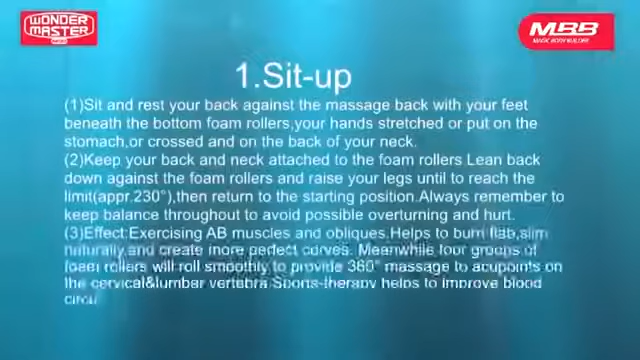 WONDER
MASTER
MBB
MAGIC BODY BUILDER
1.Sit-up
(1)Sit and rest your back against the massage back with your feet
beneath the bottom foam rollers,your hands stretched or put on the
stomach,or crossed and on the back of your neck.
(2)Keep your back and neck attached to the foam rollers.Lean back
down against the foam rollers and raise your legs until to reach the
limit(appr.230°),then return to the starting position.Always remember to
keep balance throughout to avoid possible overturning and hurt.
(3)Effect:Exercising AB muscles and obliques.Helps to burn flab,slim
naturally,and create more perfect curves. Meanwhile four groups of
foam rollers will roll smoothly to provide 360° massage to acupoints on
the cervical&lumbar vertebra.Sports-therapy helps to improve blood